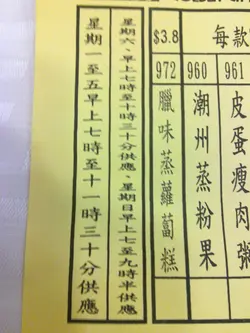 星期一至五早上七時至十一時三十分供應
星期六、早上七時至十時三十分供應、星期日早上七至九時半供應
$3.8 每款
972 960 961
臘味蒸蘿蔔糕
潮州蒸粉果
皮蛋瘦肉粥